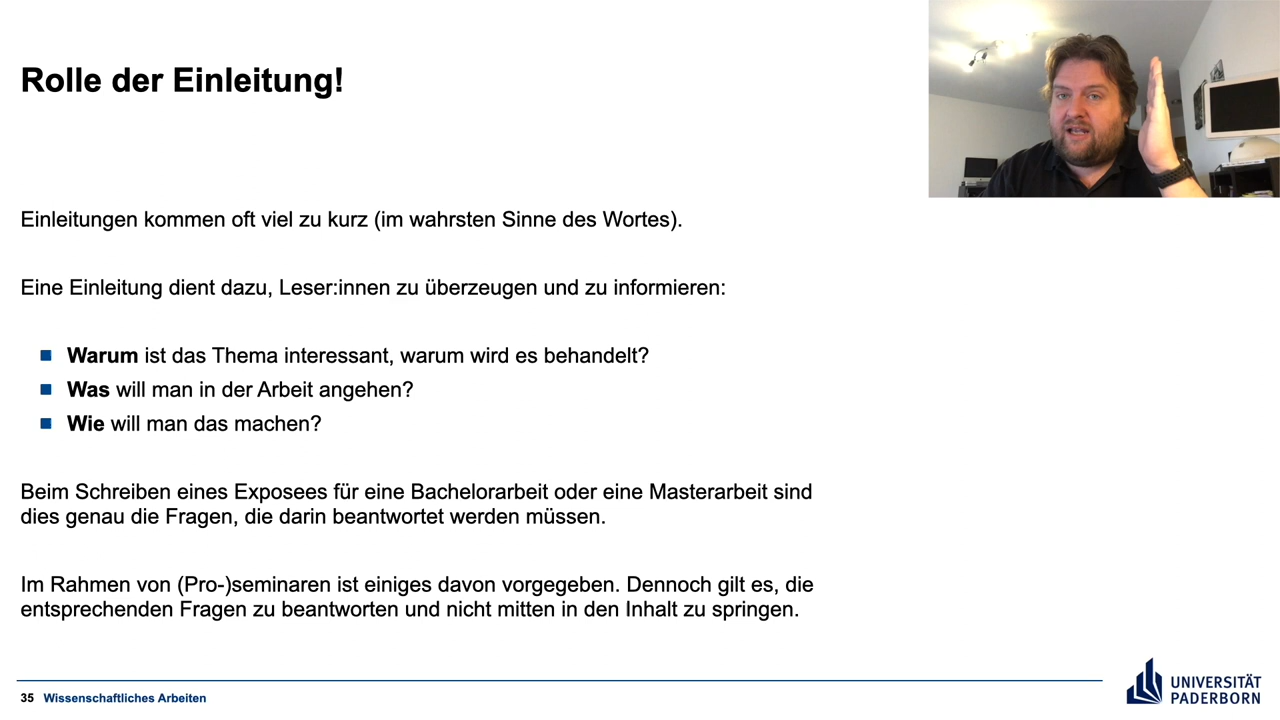 Rolle der Einleitung!
Einleitungen kommen oft viel zu kurz (im wahrsten Sinne des Wortes).
Eine Einleitung dient dazu, Leser:innen zu überzeugen und zu informieren:
Warum ist das Thema interessant, warum wird es behandelt?
Was will man in der Arbeit angehen?
Wie will man das machen?
Beim Schreiben eines Exposees für eine Bachelorarbeit oder eine Masterarbeit sind
dies genau die Fragen, die darin beantwortet werden müssen.
Im Rahmen von (Pro-)seminaren ist einiges davon vorgegeben. Dennoch gilt es, die
entsprechenden Fragen zu beantworten und nicht mitten in den Inhalt zu springen.
35 Wissenschaftliches Arbeiten
UNIVERSITÄT
PADERBORN